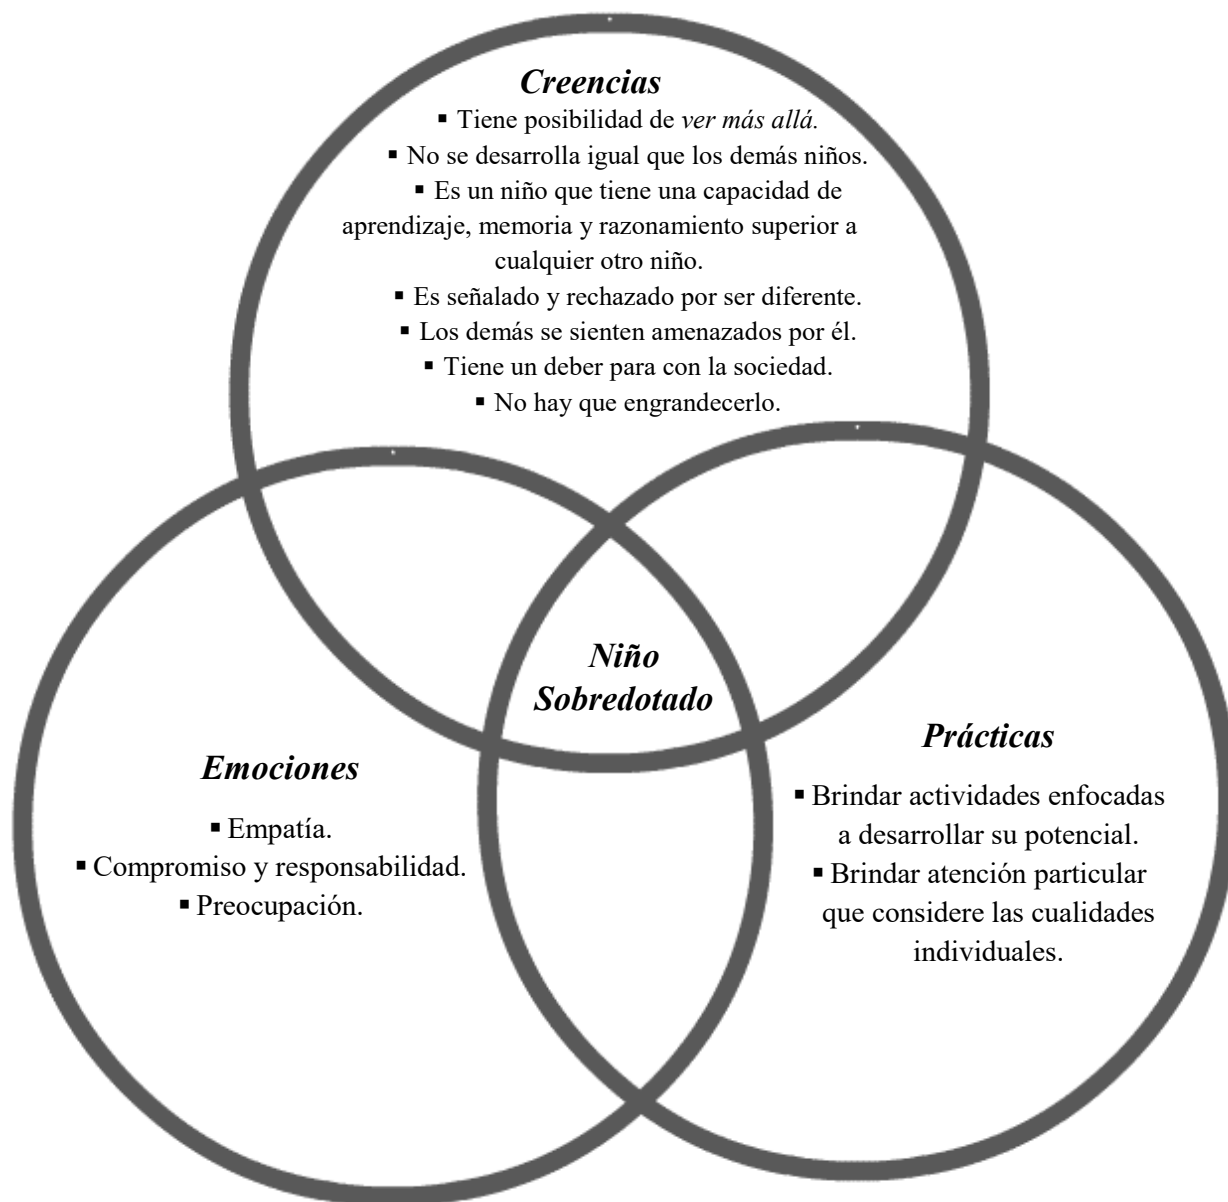 Creencias
▪ Tiene posibilidad de ver más allá.
▪ No se desarrolla igual que los demás niños.
▪ Es un niño que tiene una capacidad de
aprendizaje, memoria y razonamiento superior a
cualquier otro niño.
▪ Es señalado y rechazado por ser diferente.
▪ Los demás se sienten amenazados por él.
▪ Tiene un deber para con la sociedad.
▪ No hay que engrandecerlo.
Niño
Sobredotado
Emociones
▪ Empatía.
▪ Compromiso y responsabilidad.
▪ Preocupación.
Prácticas
▪ Brindar actividades enfocadas
a desarrollar su potencial.
▪ Brindar atención particular
que considere las cualidades
individuales.